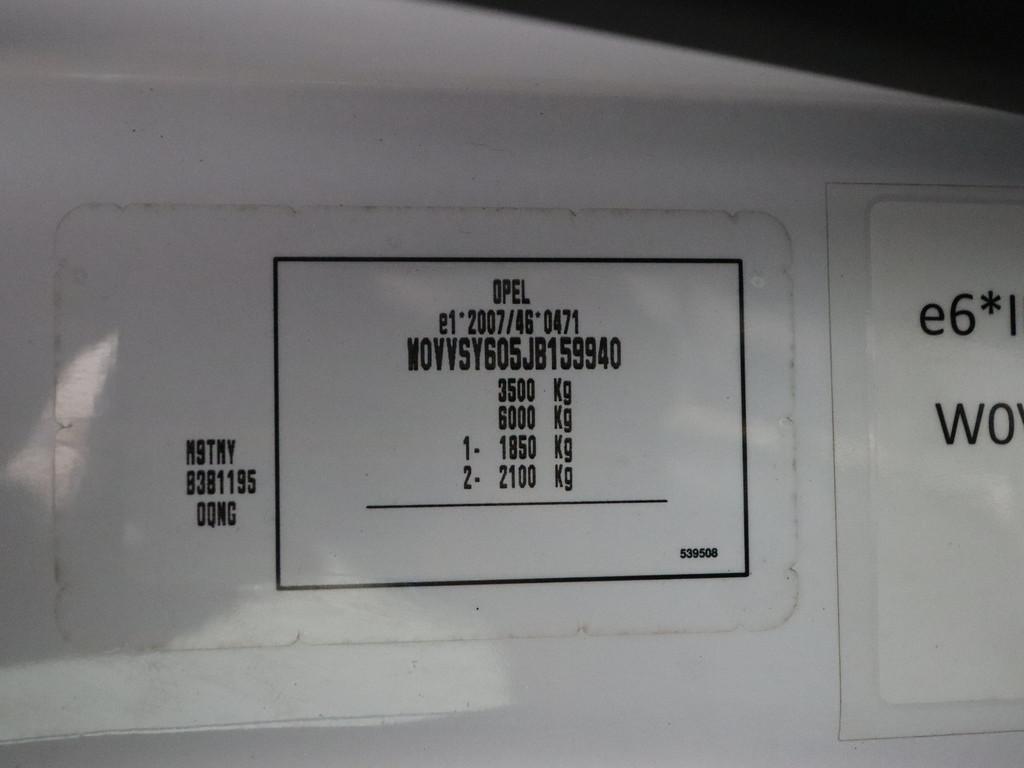 OPEL
e1*2007/46*0471
W0VVSY605JB159940
3500 Kg
6000 Kg
1- 1850 Kg
2- 2100 Kg
539508
M9TMY
B3B1195
0QNG
e6*I
W0V